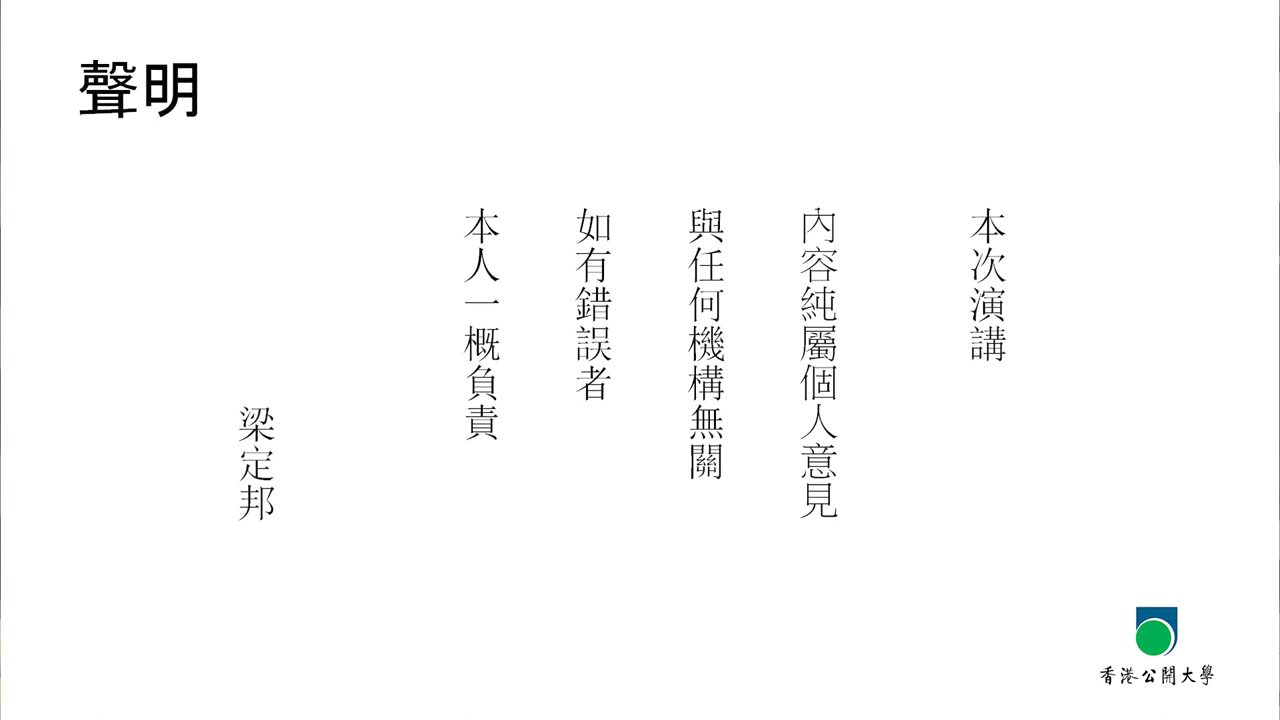 聲明
本次演講
內容純屬個人意見
與任何機構無關
如有錯誤者
本人一概負責
梁定邦
香港公開大學